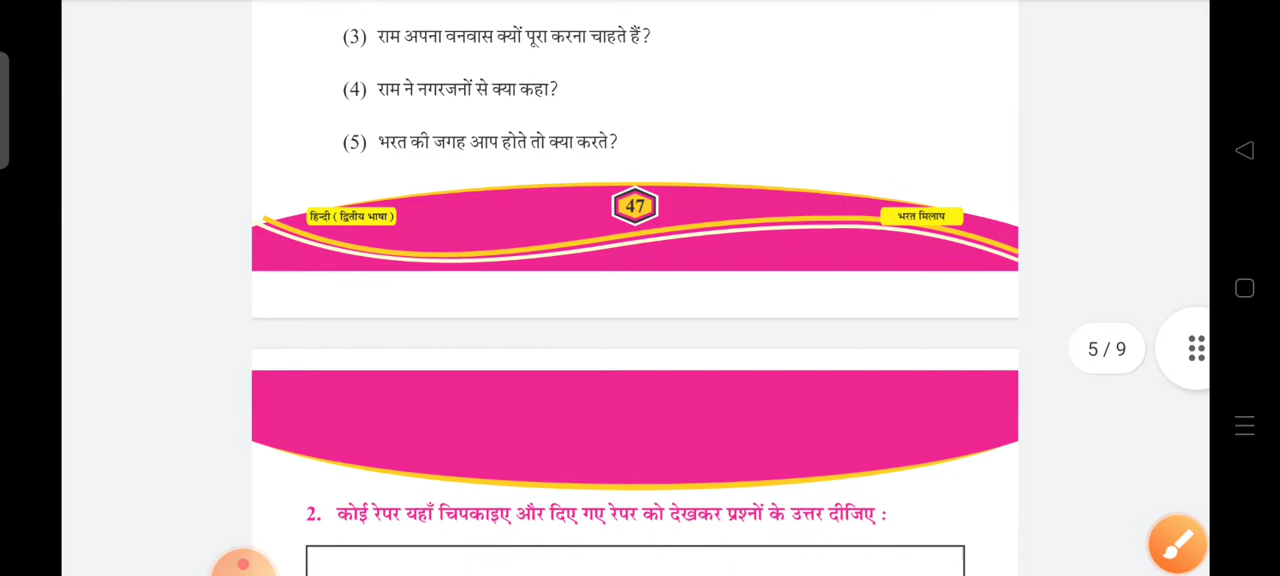 (3) राम अपना वनवास क्यों पूरा करना चाहते हैं?
(4) राम ने नगरजनों से क्या कहा?
(5) भरत की जगह आप होते तो क्या करते?
हिन्दी ( द्वितीय भाषा )
47
भरत मिलाप
5 / 9
2. कोई रेपर यहाँ चिपकाइए और दिए गए रेपर को देखकर प्रश्नों के उत्तर दीजिए :